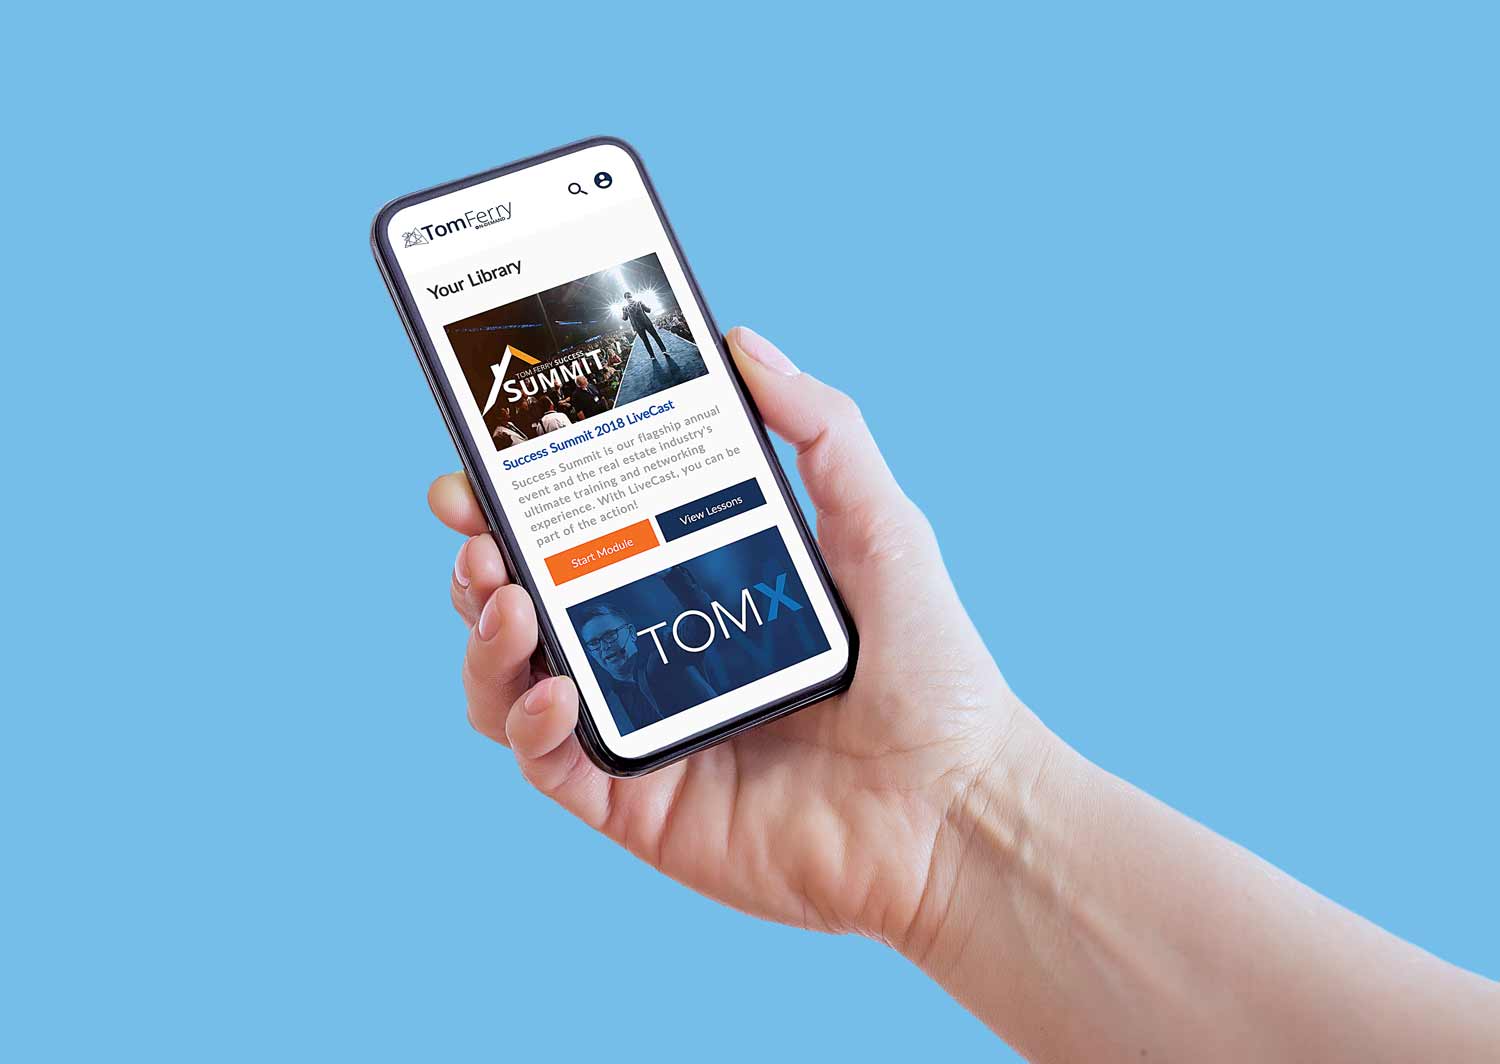 TomFerry
ON-DEMAND
Your Library
TOM FERRY SUCCESS
SUMMIT
Success Summit 2018 LiveCast
Success Summit is our flagship annual
event and the real estate industry's
ultimate training and networking
experience. With LiveCast, you can be
part of the action!
Start Module
View Lessons
TOMX